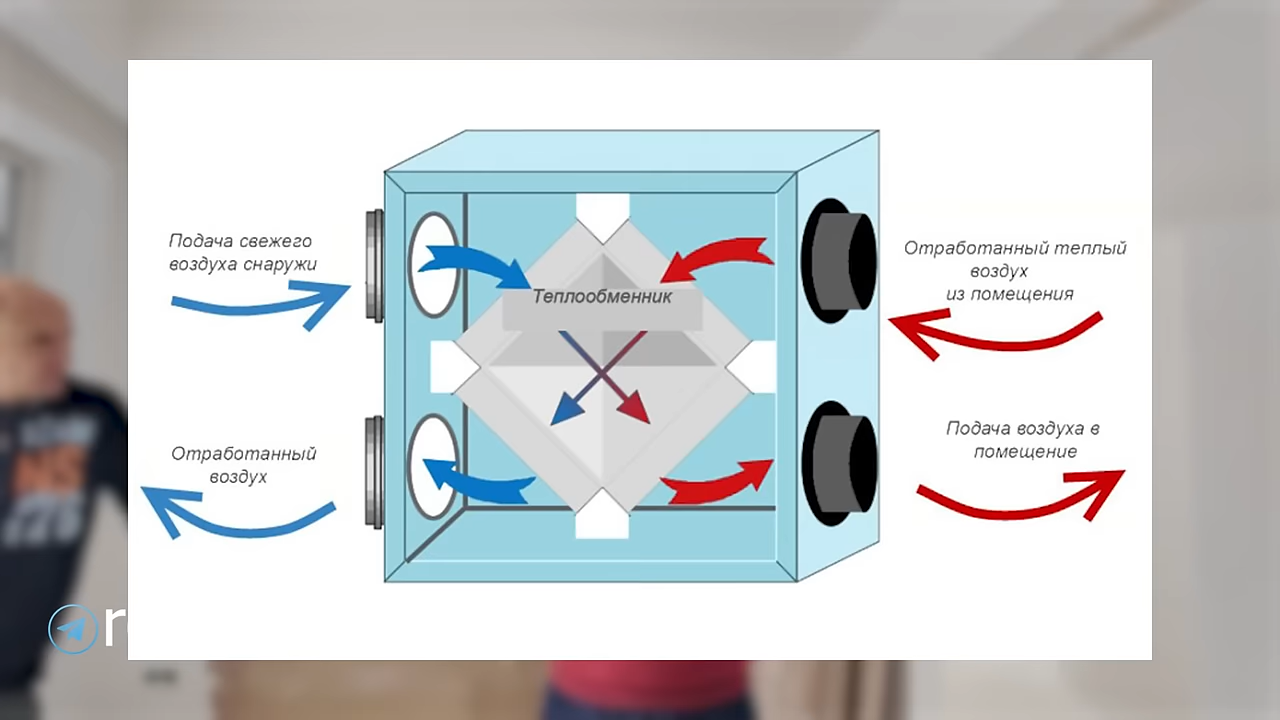 Подача свежего
воздуха снаружи
Теплообменник
Отработанный теплый
воздух
из помещения
Отработанный
воздух
Подача воздуха в
помещение